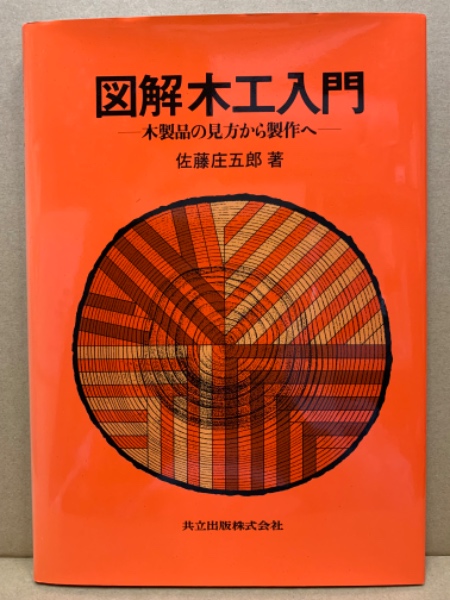 図解 木工入門
―木製品の見方から製作へ―
佐藤庄五郎 著
共立出版株式会社